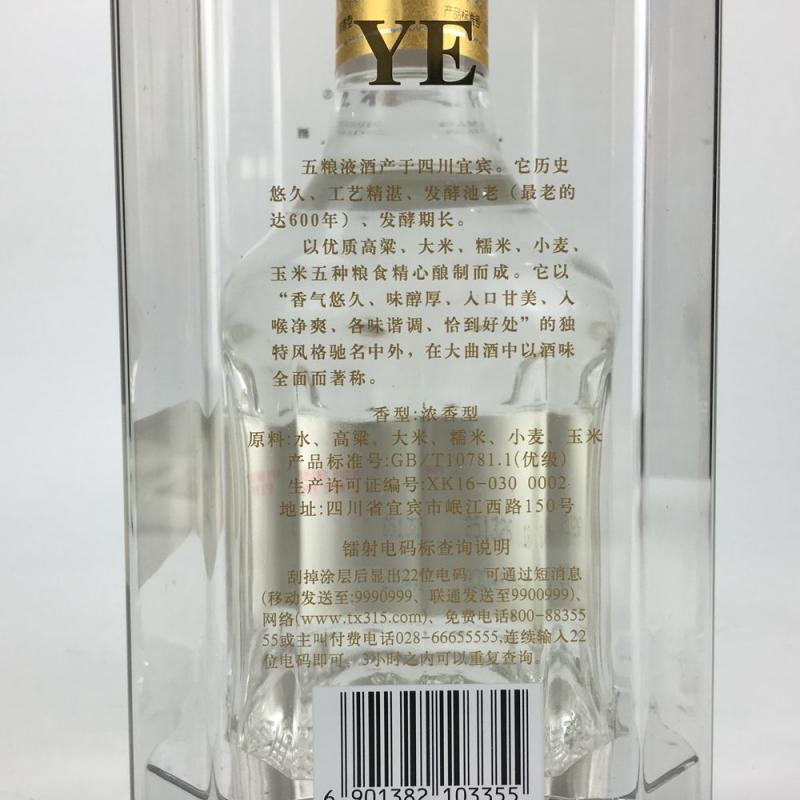 产品标准号
YE
五粮液酒产于四川宜宾。它历史
悠久、工艺精湛、发酵池老（最老的
达600年）、发酵期长。
以优质高粱、大米、糯米、小麦、
玉米五种粮食精心酿制而成。它以
“香气悠久、味醇厚、入口甘美、入
喉净爽、各味谐调、恰到好处”的独
特风格驰名中外，在大曲酒中以酒味
全面而著称。
香型:浓香型
原料:水、高粱、大米、糯米、小麦、玉米
产品标准号:GB/T10781.1(优级)
生产许可证编号:XK16-030 0002
地址:四川省宜宾市岷江西路150号
镭射电码标查询说明
刮掉涂层后显出22位电码，可通过短消息
(移动发送至:9990999、联通发送至9900999)、
网络(www.tx315.com)、免费电话800-88355
55或主叫付费电话028-66655555,连续输入22
位电码即可。3小时之内可以重复查询。
6 901382 103355